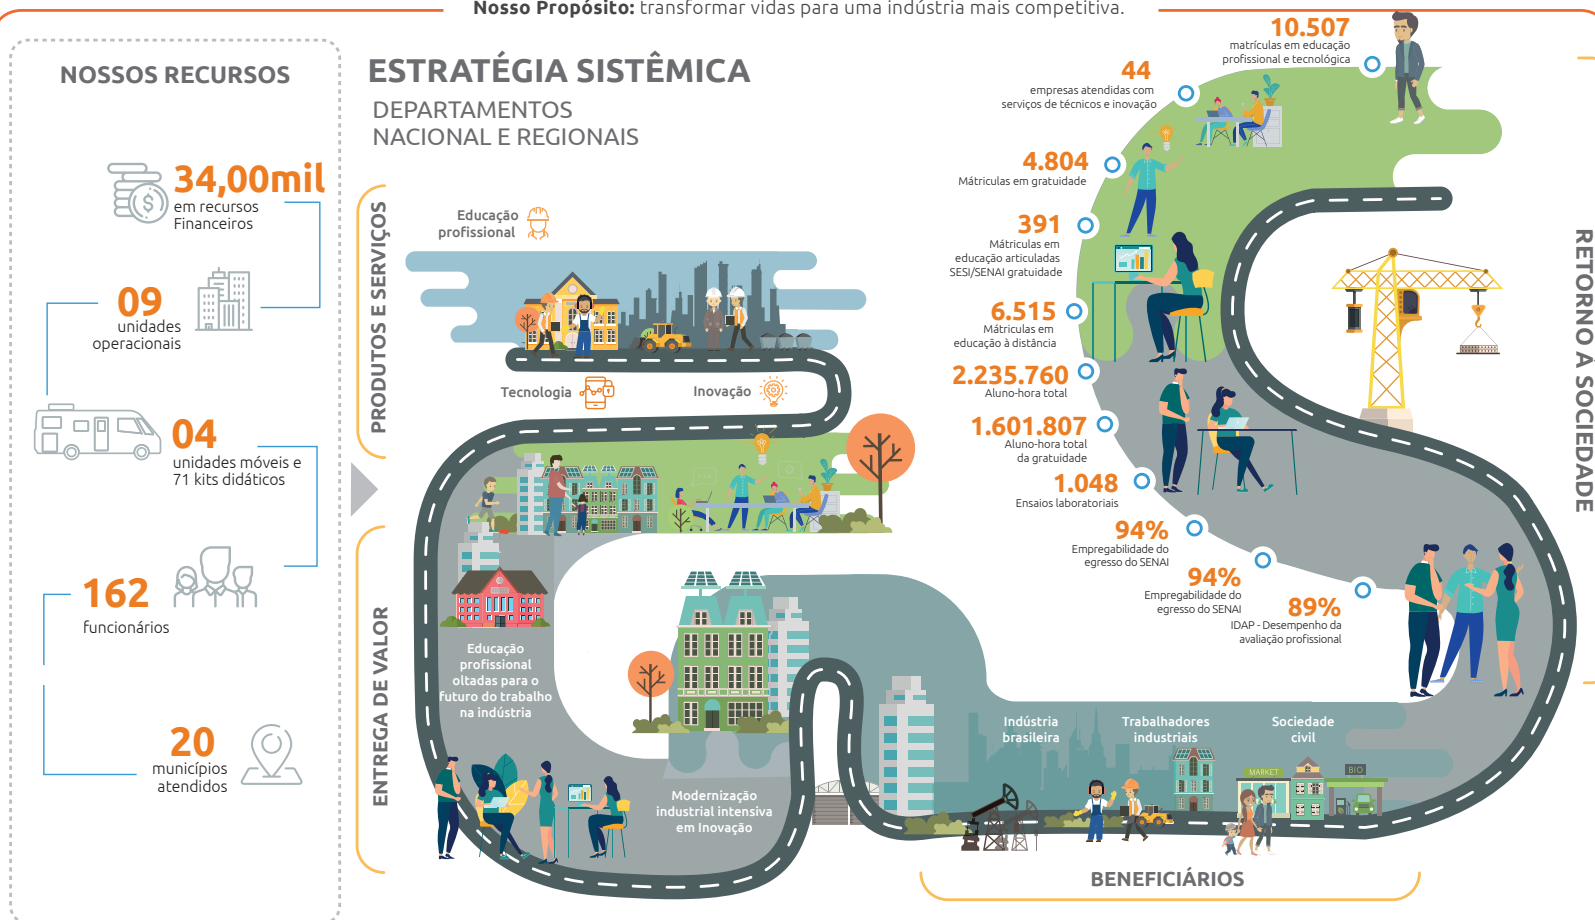 Nosso Propósito: transformar vidas para uma indústria mais competitiva.
NOSSOS RECURSOS
34,00mil
em recursos
Financeiros
09
unidades
operacionais
04
unidades móveis e
71 kits didáticos
162
funcionários
20
municípios
atendidos
ESTRATÉGIA SISTÊMICA
DEPARTAMENTOS
NACIONAL E REGIONAIS
PRODUTOS E SERVIÇOS
Educação
profissional
Tecnologia
Inovação
ENTREGA DE VALOR
Educação
profissional
oltadas para o
futuro do trabalho
na indústria
Modernização
industrial intensiva
em Inovação
10.507
matrículas em educação
profissional e tecnológica
44
empresas atendidas com
serviços de técnicos e inovação
4.804
Mátriculas em gratuidade
391
Mátriculas em
educação articuladas
SESI/SENAI gratuidade
6.515
Mátriculas em
educação à distância
2.235.760
Aluno-hora total
1.601.807
Aluno-hora total
da gratuidade
1.048
Ensaios laboratoriais
94%
Empregabilidade do
egresso do SENAI
94%
Empregabilidade do
egresso do SENAI
89%
IDAP - Desempenho da
avaliação profissional
RETORNO À SOCIEDADE
Indústria
brasileira
Trabalhadores
industriais
Sociedade
civil
MARKET
BIO
BENEFICIÁRIOS